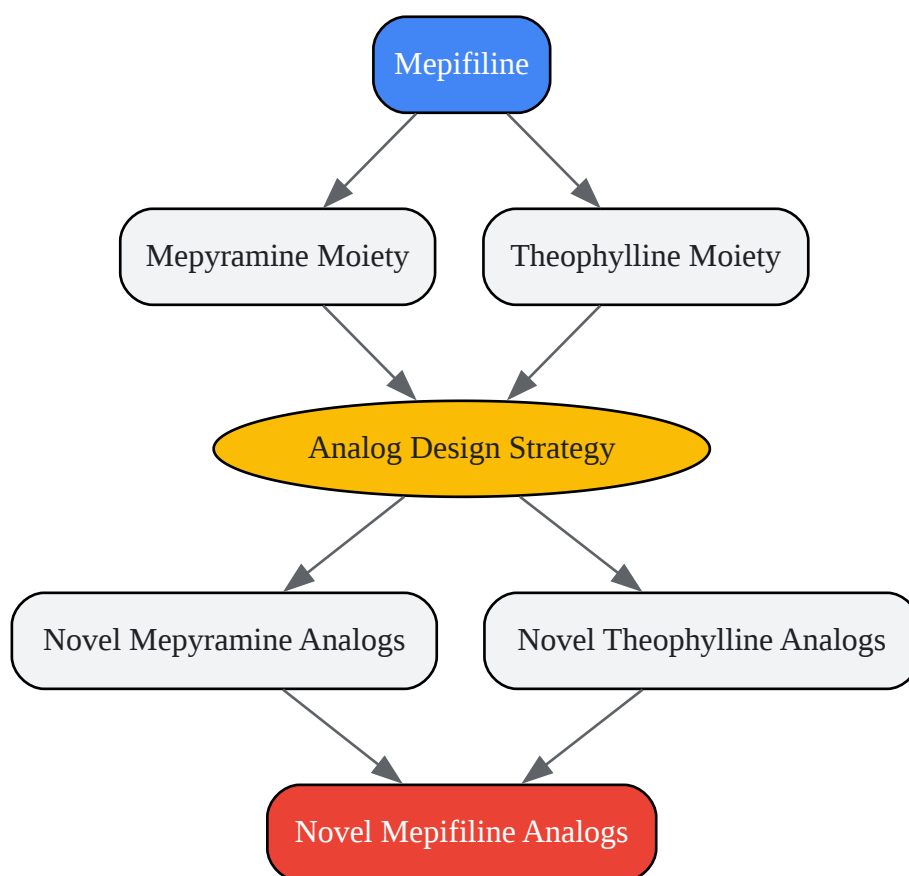 Mepifiline
Mepyramine Moiety
Theophylline Moiety
Analog Design Strategy
Novel Mepyramine Analogs
Novel Theophylline Analogs
Novel Mepifiline Analogs